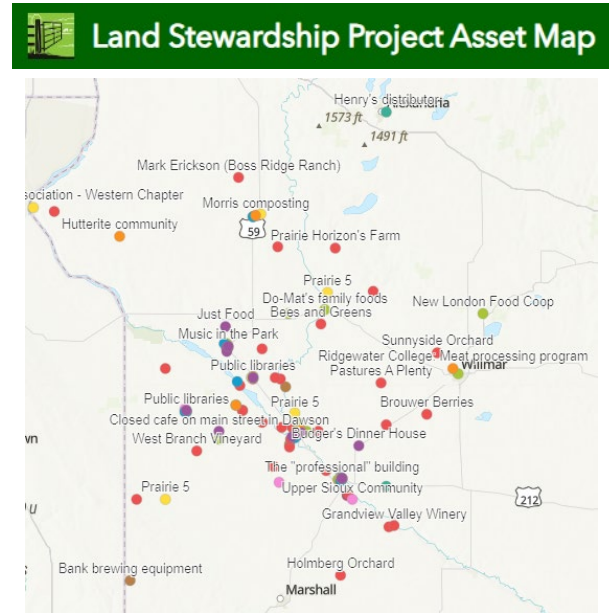 Land Stewardship Project Asset Map
Henry's distributor
Alexandria
1573 ft
1491 ft
Mark Erickson (Boss Ridge Ranch)
sociation - Western Chapter
Morris composting
Hutterite community
59
Prairie Horizon's Farm
Prairie 5
Do-Mat's family foods
Just Food
Bees and Greens
New London Food Coop
Music in the Park
Sunnyside Orchard
Ridgewater College- Meat processing program
Public libraries
Pastures A Plenty
Willmar
Public libraries
Prairie 5
Brouwer Berries
Closed cafe on main street in Dawson
wn
West Branch Vineyard
Budger's Dinner House
The "professional" building
Prairie 5
Upper Sioux Community
212
Grandview Valley Winery
Bank brewing equipment
Holmberg Orchard
Marshall